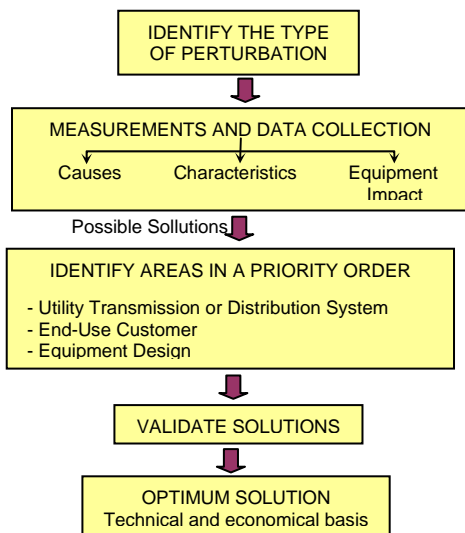 IDENTIFY THE TYPE
OF PERTURBATION
MEASUREMENTS AND DATA COLLECTION
Causes Characteristics Equipment
Impact
Possible Sollutions
IDENTIFY AREAS IN A PRIORITY ORDER
- Utility Transmission or Distribution System
- End-Use Customer
- Equipment Design
VALIDATE SOLUTIONS
OPTIMUM SOLUTION
Technical and economical basis